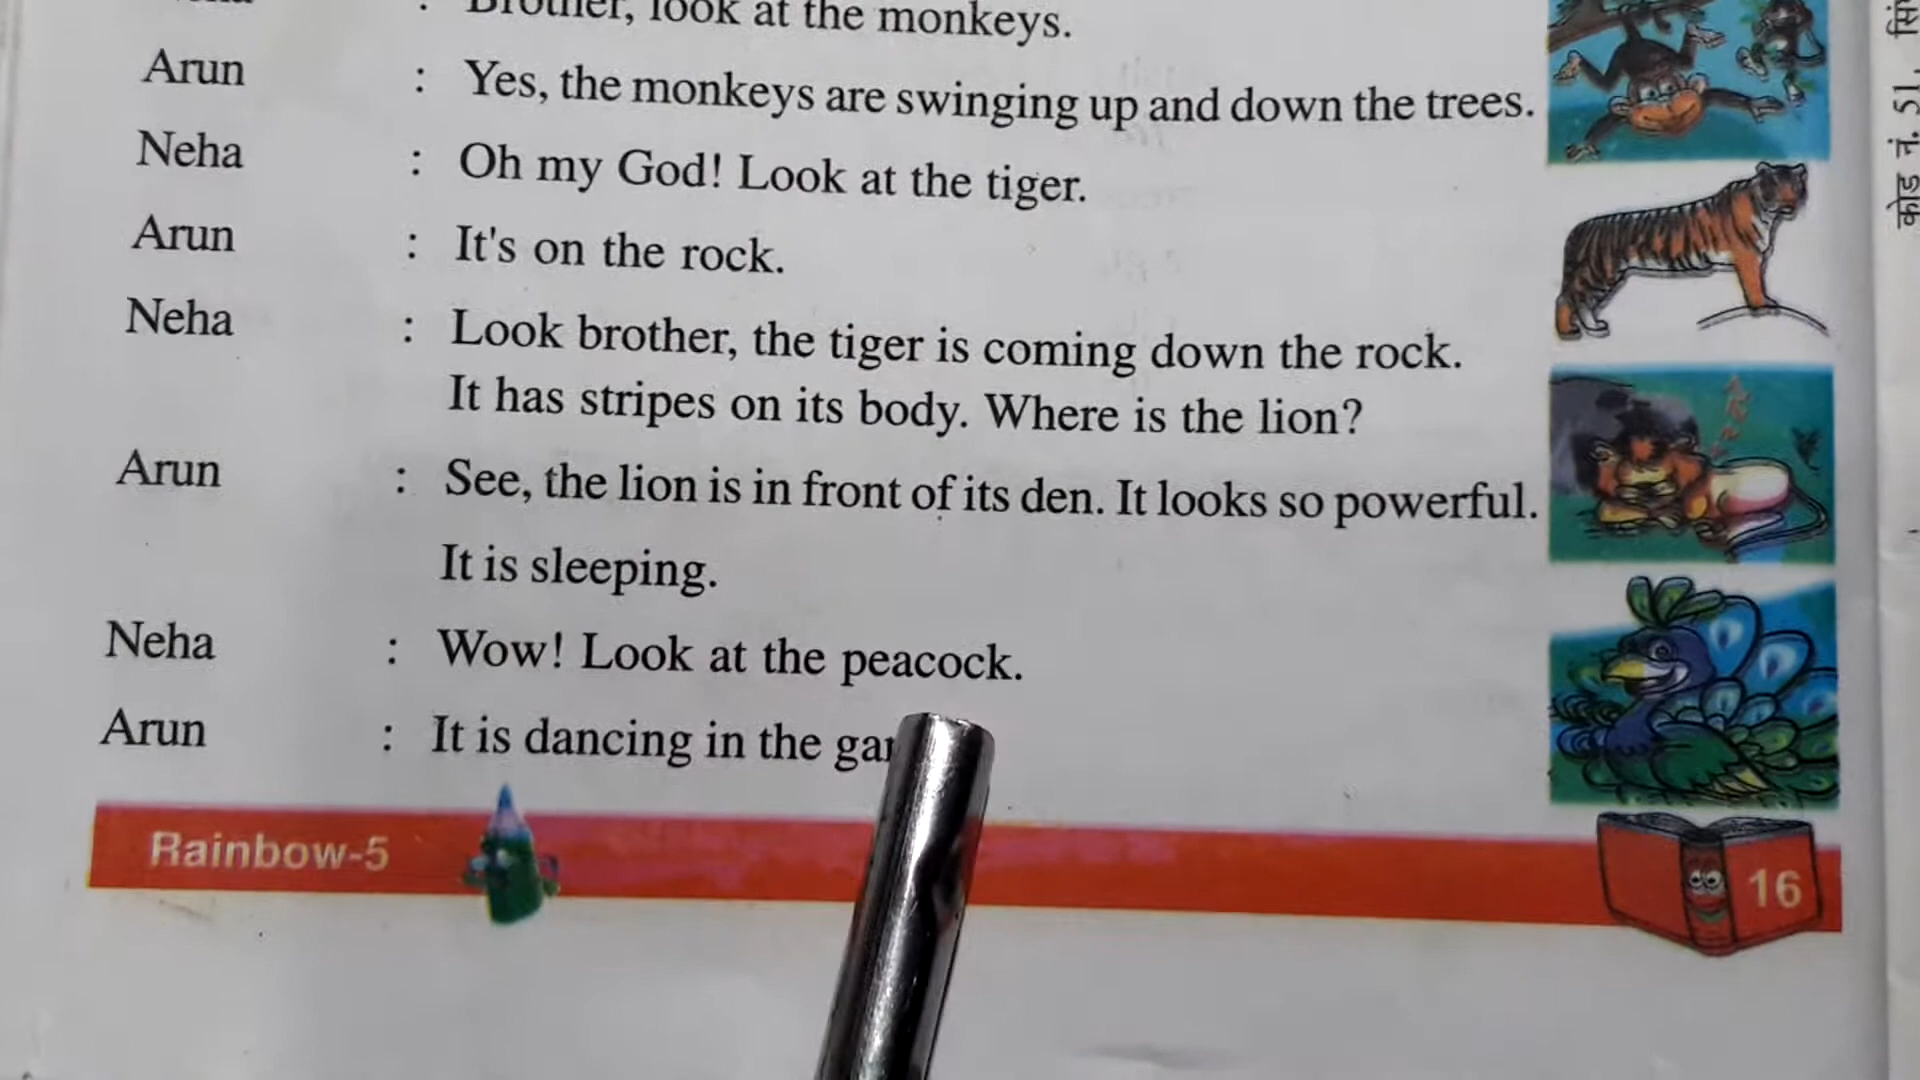 : Brother, look at the monkeys.
Arun : Yes, the monkeys are swinging up and down the trees.
Neha : Oh my God! Look at the tiger.
Arun : It's on the rock.
Neha : Look brother, the tiger is coming down the rock.
It has stripes on its body. Where is the lion?
Arun : See, the lion is in front of its den. It looks so powerful.
It is sleeping.
Neha : Wow! Look at the peacock.
Arun : It is dancing in the
Rainbow-5
16
कोड नं. 51,